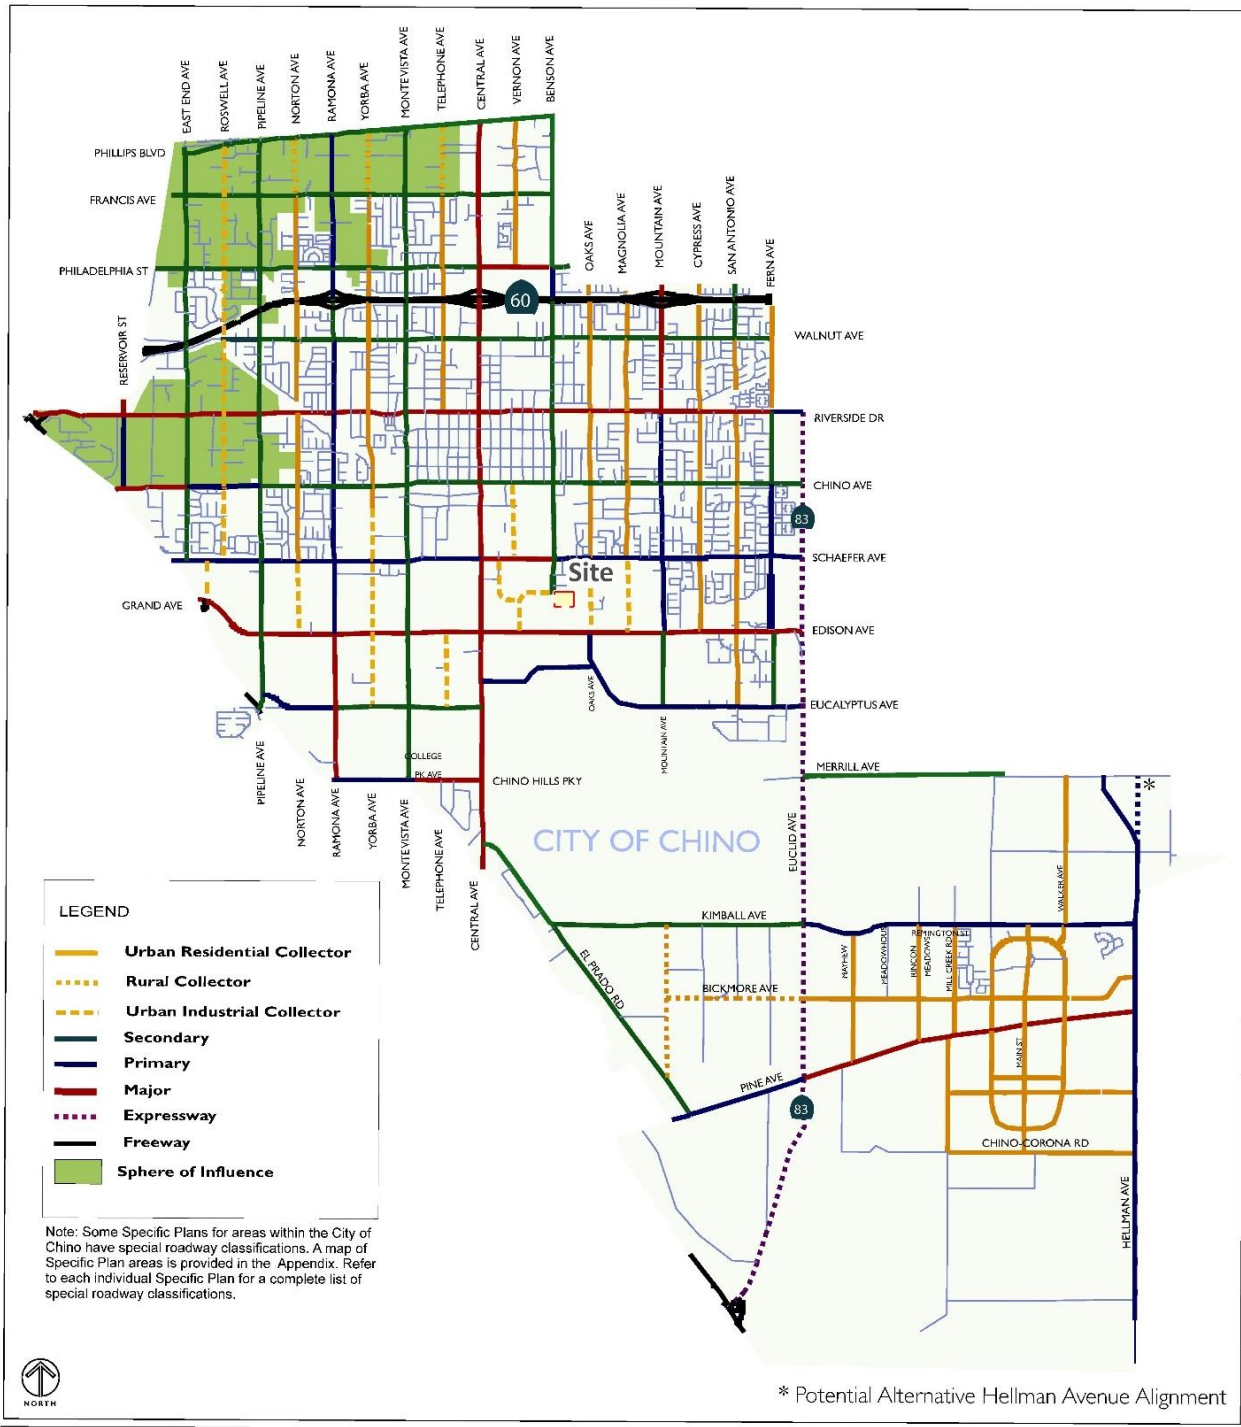 EAST END AVE
ROSWELL AVE
PIPELINE AVE
NORTON AVE
RAMONA AVE
YORBA AVE
MONTE VISTA AVE
TELEPHONE AVE
CENTRAL AVE
VERNON AVE
BENSON AVE
PHILLIPS BLVD
FRANCIS AVE
PHILADELPHIA ST
OAKS AVE
MAGNOLIA AVE
MOUNTAIN AVE
CYPRESS AVE
SAN ANTONIO AVE
FERN AVE
60
RESERVOIR ST
WALNUT AVE
RIVERSIDE DR
CHINO AVE
83
SCHAEFER AVE
Site
GRAND AVE
EDISON AVE
OAKS AVE
EUCALYPTUS AVE
MOUNTAIN AVE
COLLEGE
PK AVE
CHINO HILLS PKY
MERRILL AVE
*
PIPELINE AVE
NORTON AVE
RAMONA AVE
YORBA AVE
MONTE VISTA AVE
TELEPHONE AVE
CENTRAL AVE
CITY OF CHINO
EUCLID AVE
WALKER AVE
KIMBALL AVE
EL PRADO RD
BICKMORE AVE
MAYHEW
MEADOWHOUSE
RINCON
MEADOWS
MILL CREEK RD
REMINGTON ST
MAIN ST
PINE AVE
83
CHINO-CORONA RD
HELLMAN AVE
LEGEND
Urban Residential Collector
Rural Collector
Urban Industrial Collector
Secondary
Primary
Major
Expressway
Freeway
Sphere of Influence
Note: Some Specific Plans for areas within the City of
Chino have special roadway classifications. A map of
Specific Plan areas is provided in the Appendix. Refer
to each individual Specific Plan for a complete list of
special roadway classifications.
NORTH
* Potential Alternative Hellman Avenue Alignment